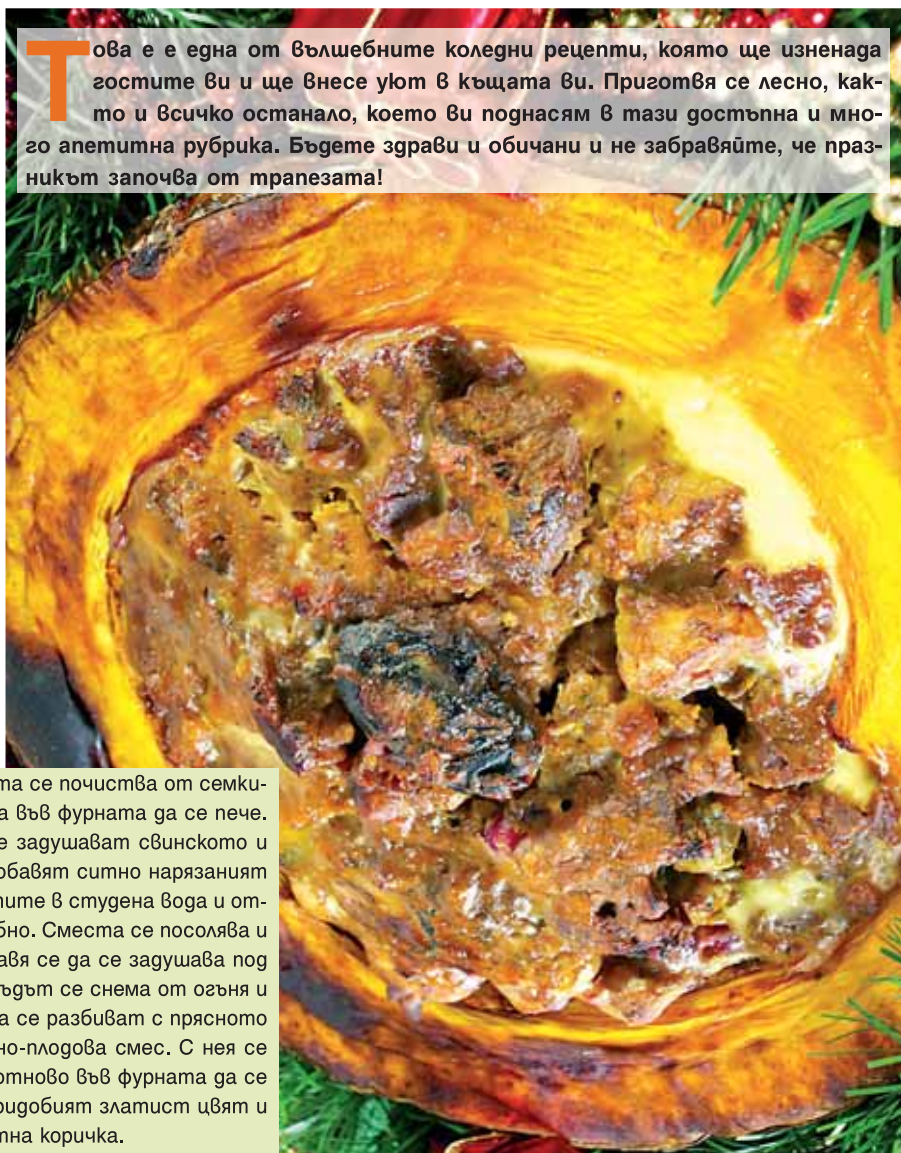 Това е е една от вълшебните коледни рецепти, която ще изненада
гостите ви и ще внесе уют в къщата ви. Приготвя се лесно, как-
то и всичко останало, което ви поднасям в тази достъпна и мно-
го апетитна рубрика. Бъдете здрави и обичани и не забравяйте, че праз-
никът започва от трапезата!
та се почиства от семки-
а във фурната да се пече.
е задушават свинското и
обавят ситно нарязаният
пите в студена вода и от-
бно. Сместа се посолява и
авя се да се задушава под
ъдът се снема от огъня и
а се разбиват с прясното
но-плодова смес. С нея се
отново във фурната да се
ридобият златист цвят и
тна коричка.